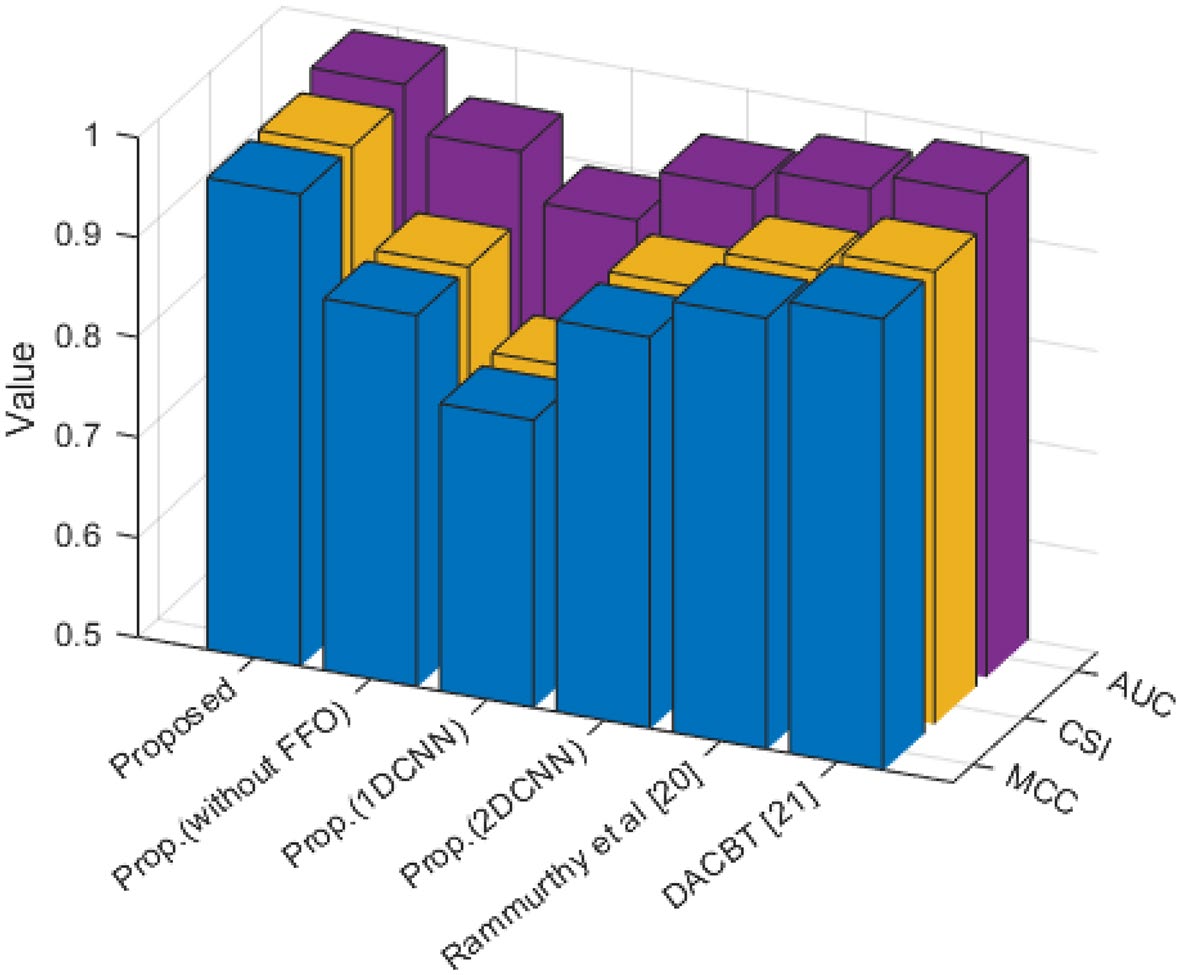 1
0.9
0.8
0.7
0.6
0.5
Value
Proposed
Prop.(without FFO)
Prop.(1DCNN)
Prop.(2DCNN)
Rammurthy et al [20]
DACBT [21]
AUC
CSI
MCC